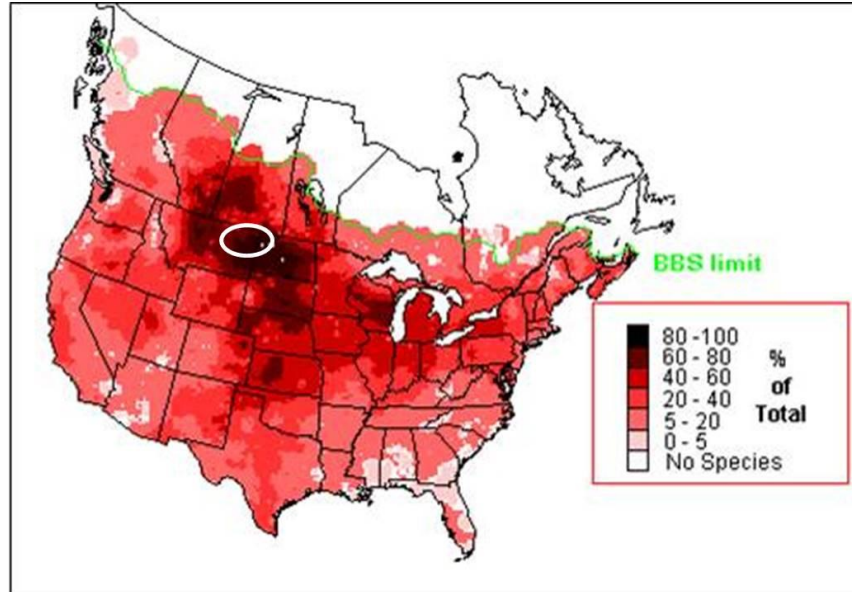 BBS limit
80 -100
60 - 80
40 - 60
20 - 40
5 - 20
0 - 5
No Species
%
of
Total